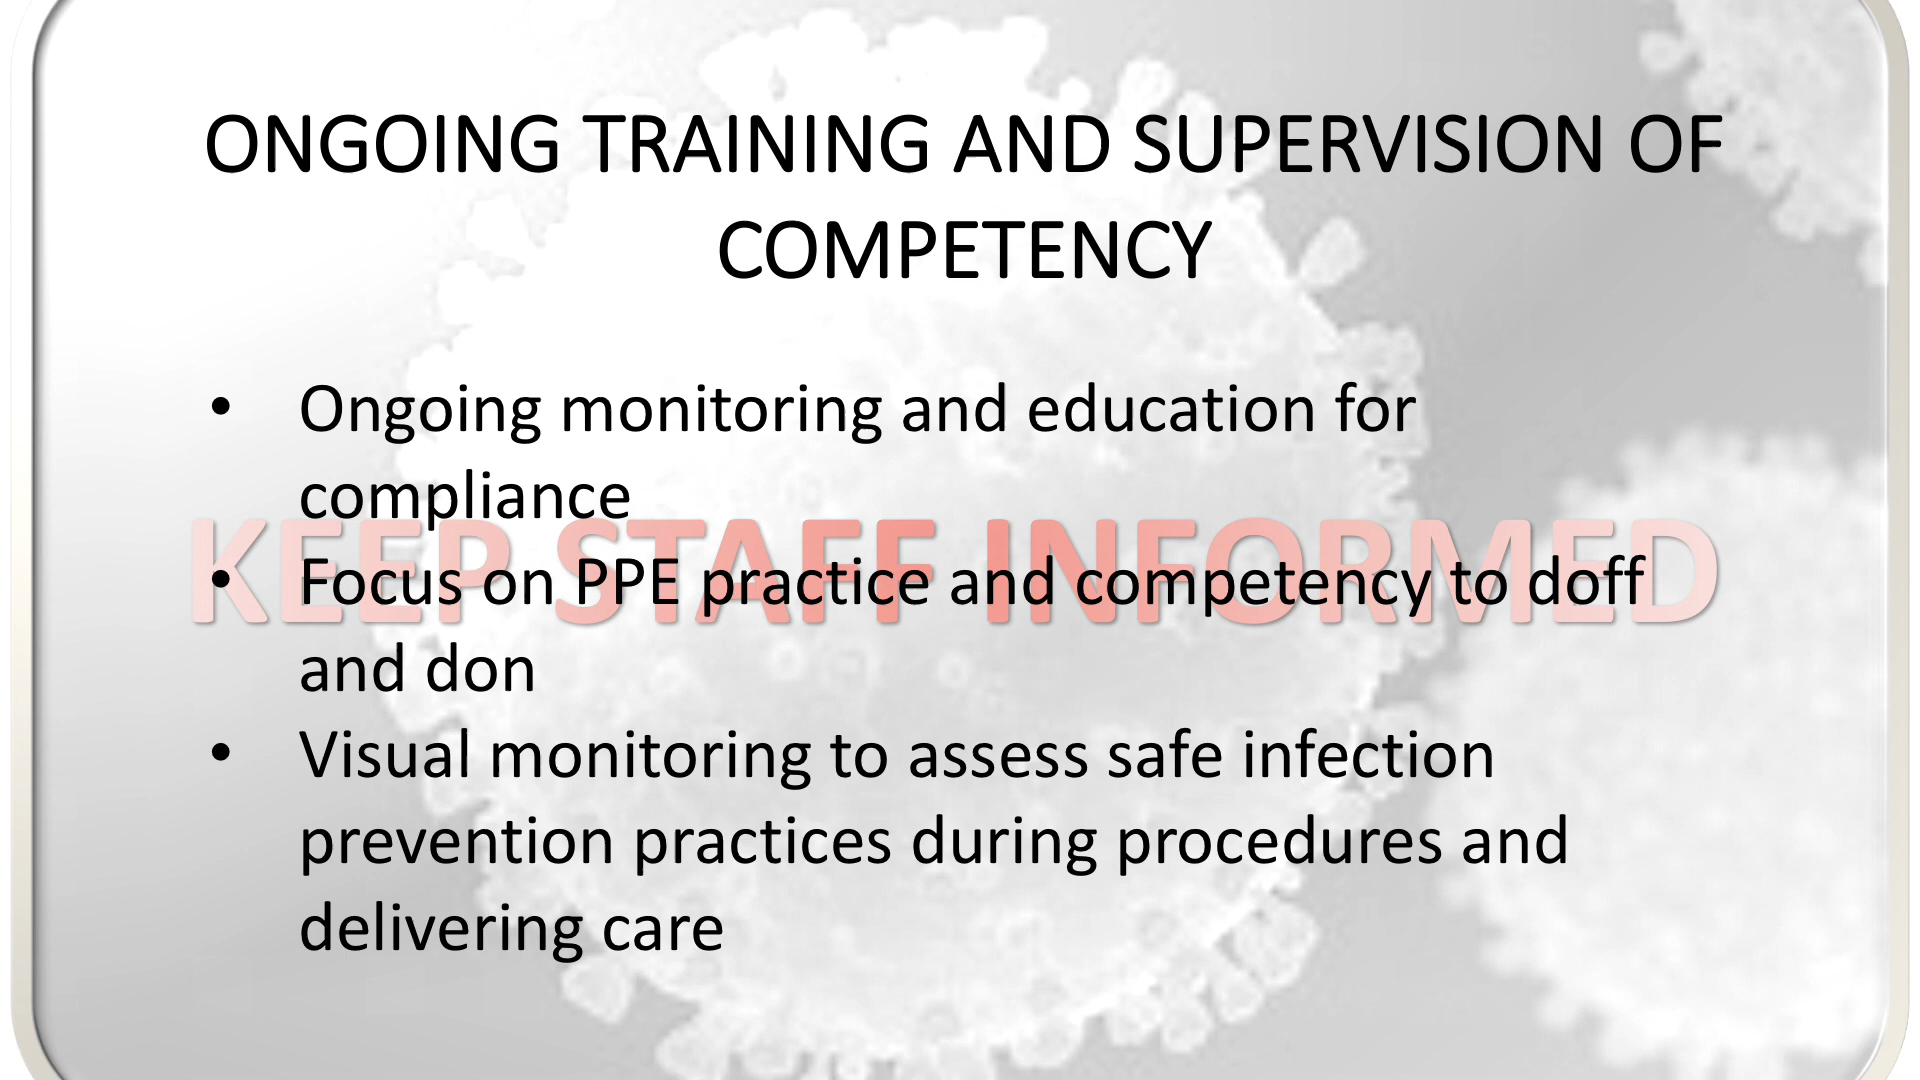 ONGOING TRAINING AND SUPERVISION OF
COMPETENCY
• Ongoing monitoring and education for
compliance
KEEP STAFF INFORMED
• Focus on PPE practice and competency to doff
and don
• Visual monitoring to assess safe infection
prevention practices during procedures and
delivering care